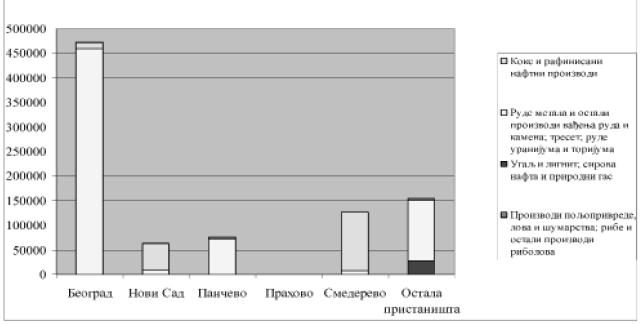 500000
450000
400000
350000
300000
250000
200000
150000
100000
50000
0
Београд
Нови Сад
Панчево
Прахово
Смедерево
Остала
пристаништа
Кокс и рафинисани
нафтни производи
Руде метала и остали
производи вађења руда и
камена; тресет; руде
уранијума и торијума
Угаљ и лигнит; сирова
нафта и природни гас
Производи пољопривреде,
лова и шумарства; рибе и
остали производи
риболова